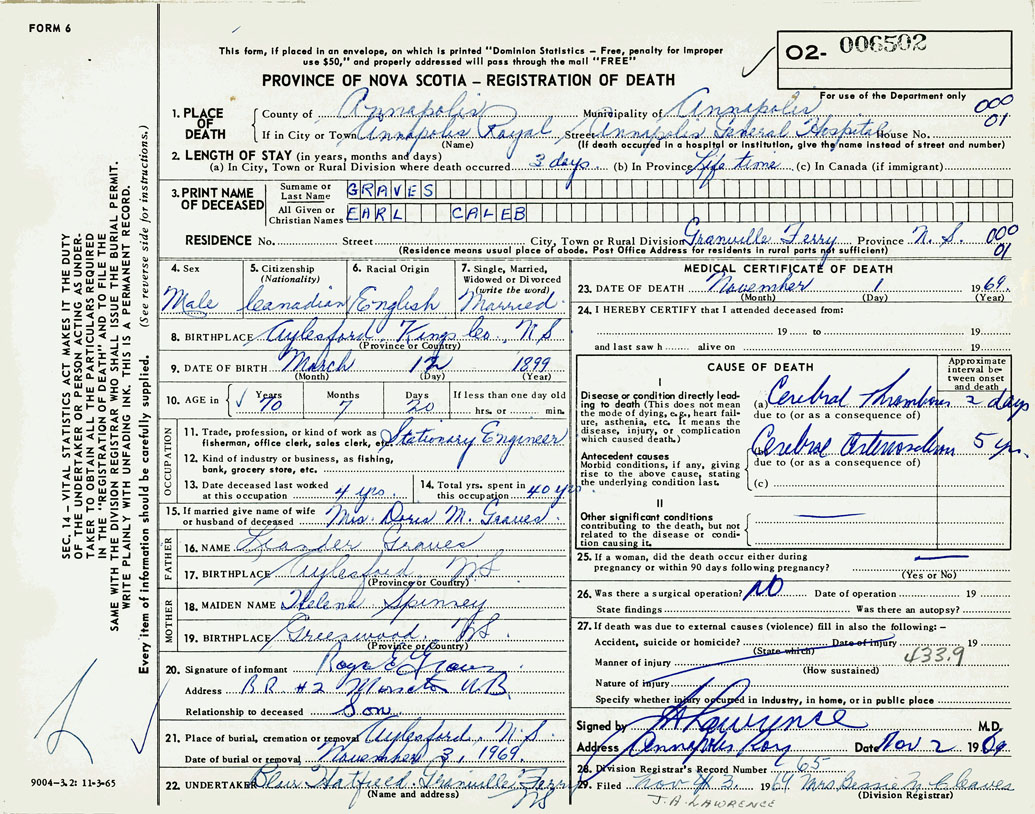 FORM 6
This form, if placed in an envelope, on which is printed "Dominion Statistics – Free, penalty for improper
use $50," and properly addressed will pass through the mail "FREE"
02- 006502
PROVINCE OF NOVA SCOTIA – REGISTRATION OF DEATH
For use of the Department only
1. PLACE OF DEATH
County of Annapolis Municipality of Annapolis 000
If in City or Town Annapolis Royal Street Annapolis General Hospital House No. 01
(Name) (If death occurred in a hospital or institution, give the name instead of street and number)
2. LENGTH OF STAY (in years, months and days)
(a) In City, Town or Rural Division where death occurred 3 days (b) In Province Life time (c) In Canada (if immigrant)
3. PRINT NAME OF DECEASED
Surname or Last Name GRAVES
All Given or Christian Names EARL CALEB
RESIDENCE No. Street City, Town or Rural Division Granville Ferry Province N.S. 000
(Residence means usual place of abode. Post Office Address for residents in rural parts not sufficient) 01
4. Sex 5. Citizenship (Nationality) 6. Racial Origin 7. Single, Married, Widowed or Divorced (write the word)
Male Canadian English Married
8. BIRTHPLACE Aylesford, Kings Co, N S
(Province or Country)
9. DATE OF BIRTH March 12 1899
(Month) (Day) (Year)
10. AGE in Years Months Days If less than one day old
70 7 20 hrs. or min.
OCCUPATION
11. Trade, profession, or kind of work as fisherman, office clerk, sales clerk, etc. Stationary Engineer
12. Kind of industry or business, as fishing, bank, grocery store, etc.
13. Date deceased last worked at this occupation 4 yrs. 14. Total yrs. spent in this occupation 40 yrs.
15. If married give name of wife or husband of deceased Mrs. Doris M. Graves.
FATHER
16. NAME Leander Graves
17. BIRTHPLACE Aylesford NS
(Province or Country)
MOTHER
18. MAIDEN NAME Helena Spinney
19. BIRTHPLACE Greenwood, NS.
(Province or Country)
20. Signature of informant E Graves
Address R R #2 Moncton N.B.
Relationship to deceased Son
21. Place of burial, cremation or removal Aylesford, N. S.
Date of burial or removal November 3, 1969.
22. UNDERTAKER Blair Hatfield Granville Ferry NS
(Name and address)
MEDICAL CERTIFICATE OF DEATH
23. DATE OF DEATH November 1 1969.
(Month) (Day) (Year)
24. I HEREBY CERTIFY that I attended deceased from:
19 to 19
and last saw h alive on 19
CAUSE OF DEATH
Approximate interval between onset and death
I
Disease or condition directly leading to death (This does not mean the mode of dying, e.g., heart failure, asthenia, etc. It means the disease, injury, or complication which caused death.)
(a) Cerebral Thrombosis 2 days
due to (or as a consequence of)
Antecedent causes
Morbid conditions, if any, giving rise to the above cause, stating the underlying condition last.
(b) Cerebral 5 yrs.
due to (or as a consequence of)
(c)
II
Other significant conditions contributing to the death, but not related to the disease or condition causing it.
25. If a woman, did the death occur either during pregnancy or within 90 days following pregnancy?
(Yes or No)
26. Was there a surgical operation? NO Date of operation 19
State findings Was there an autopsy?
27. If death was due to external causes (violence) fill in also the following: –
Accident, suicide or homicide? Date of injury 19
(State which) 433.9
Manner of injury
(How sustained)
Nature of injury
Specify whether injury occurred in Industry, in home, or in public place
Signed by A Lawrence M.D.
Address Annapolis Roy Date Nov 2 1969
28. Division Registrar's Record Number 65
29. Filed Nov 3, 1969 Mrs. Bessie Cleaves
(Division Registrar)
J. A. LAWRENCE
SEC. 14 – VITAL STATISTICS ACT MAKES IT THE DUTY
OF THE UNDERTAKER OR PERSON ACTING AS UNDER-
TAKER TO OBTAIN ALL THE PARTICULARS REQUIRED
IN THE "REGISTRATION OF DEATH" AND TO FILE THE
SAME WITH THE DIVISION REGISTRAR WHO SHALL ISSUE THE BURIAL PERMIT.
WRITE PLAINLY WITH UNFADING INK. THIS IS A PERMANENT RECORD.
Every item of information should be carefully supplied. (See reverse side for instructions.)
9004–3.2: 11-3-65